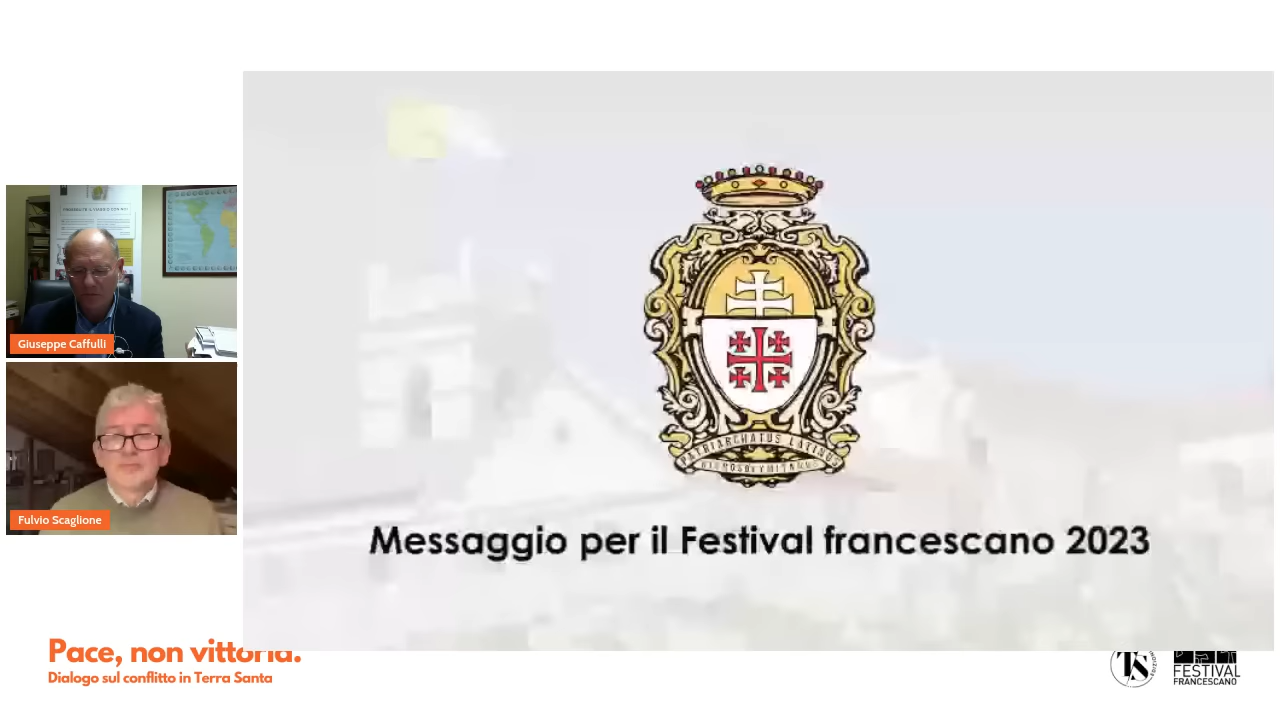 Giuseppe Caffulli
Fulvio Scaglione
PATRIARCHATUS LATINUS
Messaggio per il Festival francescano 2023
Pace, non vittoria.
Dialogo sul conflitto in Terra Santa
TS
FESTIVAL
FRANCESCANO